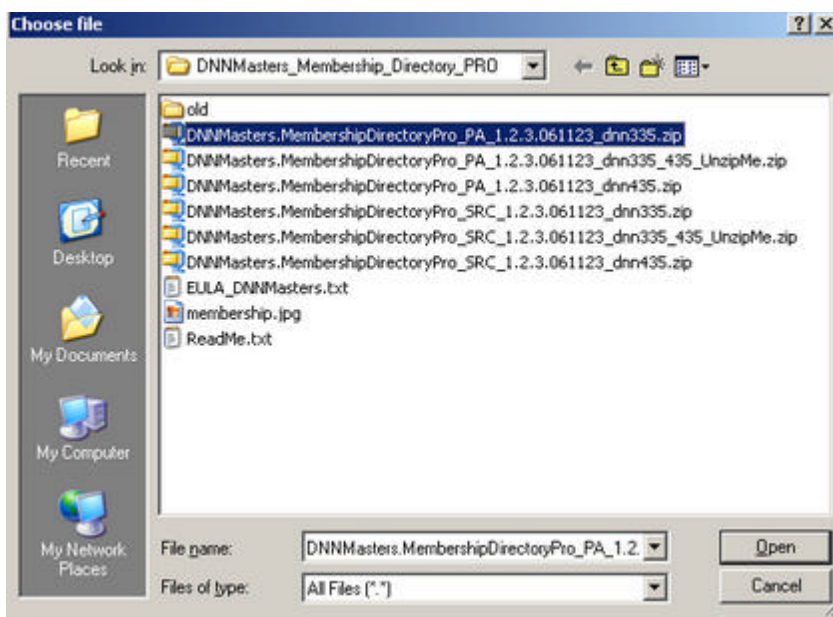 Choose file
Look in:
DNNMasters_Membership_Directory_PRO
Recent
Desktop
My Documents
My Computer
My Network
Places
old
DNNMasters.MembershipDirectoryPro_PA_1.2.3.061123_dnn335.zip
DNNMasters.MembershipDirectoryPro_PA_1.2.3.061123_dnn335_435_UnzipMe.zip
DNNMasters.MembershipDirectoryPro_PA_1.2.3.061123_dnn435.zip
DNNMasters.MembershipDirectoryPro_SRC_1.2.3.061123_dnn335.zip
DNNMasters.MembershipDirectoryPro_SRC_1.2.3.061123_dnn335_435_UnzipMe.zip
DNNMasters.MembershipDirectoryPro_SRC_1.2.3.061123_dnn435.zip
EULA_DNNMasters.txt
membership.jpg
ReadMe.txt
File name:
DNNMasters.MembershipDirectoryPro_PA_1.2.
Open
Files of type:
All Files (*.*)
Cancel